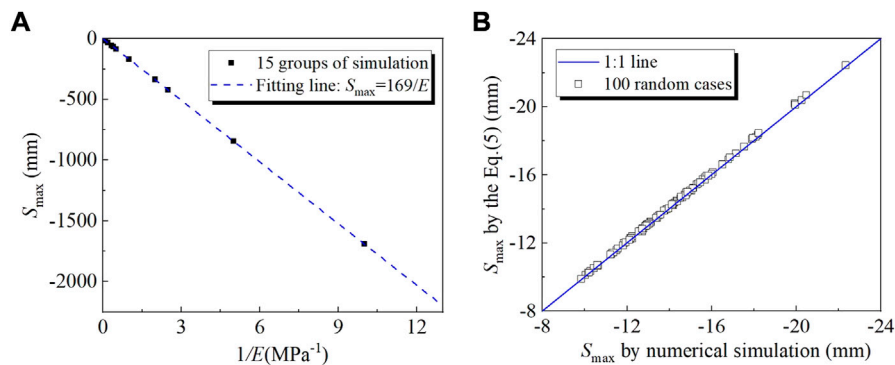 A
0
-500
-1000
-1500
-2000
S_max (mm)
15 groups of simulation
Fitting line: S_max=169/E
0
3
6
9
12
1/E(MPa⁻¹)
B
-24
-20
-16
-12
-8
S_max by the Eq.(5) (mm)
1:1 line
100 random cases
-8
-12
-16
-20
-24
S_max by numerical simulation (mm)